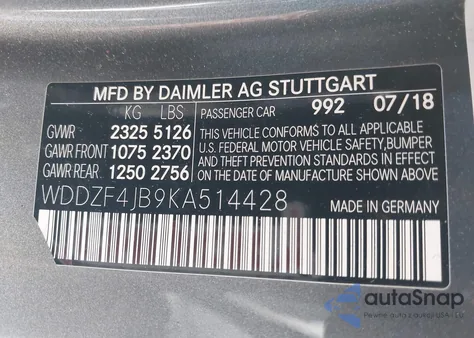 MFD BY DAIMLER AG STUTTGART
KG LBS PASSENGER CAR 992 07/18
GVWR 2325 5126
GAWR FRONT 1075 2370
GAWR REAR 1250 2756
THIS VEHICLE CONFORMS TO ALL APPLICABLE
U.S. FEDERAL MOTOR VEHICLE SAFETY,BUMPER
AND THEFT PREVENTION STANDARDS IN EFFECT
ON THE DATE OF MANUFACTURE SHOWN ABOVE.
WDDZF4JB9KA514428 MADE IN GERMANY
autoSnap